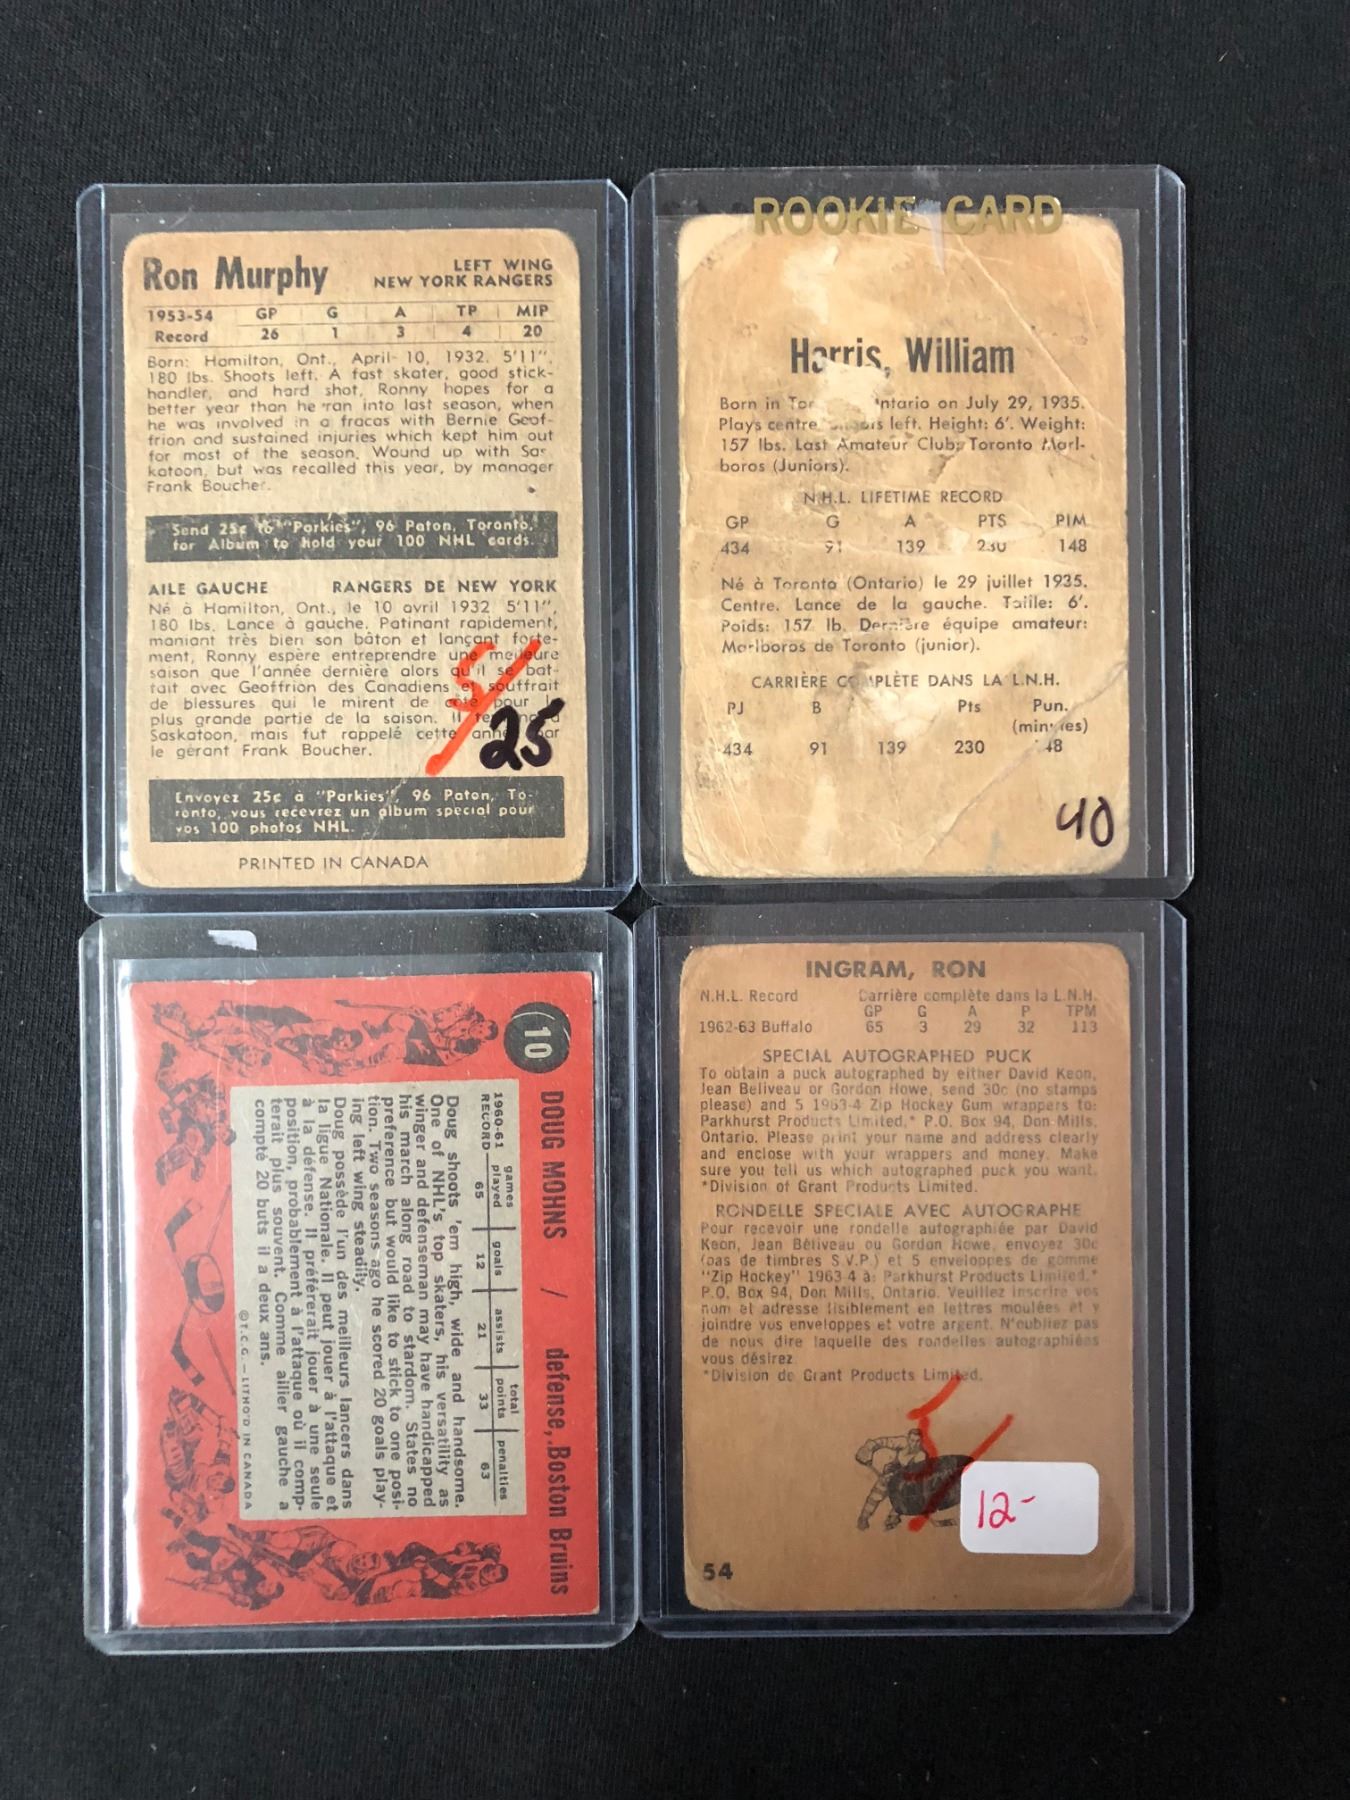 Ron Murphy
LEFT WING
NEW YORK RANGERS
1953-54 GP G A TP MIP
Record 26 1 3 4 20
Born: Hamilton, Ont., April 10, 1932. 5'11",
180 lbs. Shoots left. A fast skater, good stick-
handler, and hard shot, Ronny hopes for a
better year than he ran into last season, when
he was involved in a fracas with Bernie Geof-
frion and sustained injuries which kept him out
for most of the season. Wound up with Sas-
katoon, but was recalled this year, by manager
Frank Boucher.
Send 25¢ to "Parkies", 96 Paton, Toronto,
for Album to hold your 100 NHL cards.
AILE GAUCHE RANGERS DE NEW YORK
Né à Hamilton, Ont., le 10 avril 1932 5'11",
180 lbs. Lance à gauche. Patinant rapidement,
maniant très bien son bâton et lançant forte-
ment, Ronny espère entreprendre une meilleure
saison que l'année dernière alors qu'il se bat-
tait avec Geoffrion des Canadiens et souffrait
de blessures qui le mirent de pour
plus grande partie de la saison. Il
Saskatoon, mais fut rappelé cette par
le gérant Frank Boucher.
25
Envoyez 25¢ à "Parkies", 96 Paton, To-
ronto, vous recevrez un album special pour
vos 100 photos NHL.
PRINTED IN CANADA
ROOKIE CARD
Harris, William
Born in Ontario on July 29, 1935.
Plays centre, left. Height: 6'. Weight:
157 lbs. Last Amateur Club: Toronto Marl-
boros (Juniors).
N.H.L. LIFETIME RECORD
GP G A PTS PIM
434 91 139 230 148
Né à Toronto (Ontario) le 29 juillet 1935.
Centre. Lance de la gauche. Taille: 6'.
Poids: 157 lb. Dernière équipe amateur:
Marlboros de Toronto (junior).
CARRIÈRE COMPLÈTE DANS LA L.N.H.
PJ B Pts Pun.
(minutes)
434 91 139 230 148
40
10
DOUG MOHNS / defense, Boston Bruins
1960-61 games goals assists total penalties
RECORD played points
65 12 21 33 63
Doug shoots 'em high, wide and handsome.
One of NHL's top skaters, his versatility as
winger and defenseman may have handicapped
his march along road to stardom. States no
preference but would like to stick to one posi-
tion. Two seasons ago he scored 20 goals play-
ing left wing steadily.
Doug possède l'un des meilleurs lancers dans
la ligue Nationale. Il peut jouer à l'attaque et
à la défense. Il préférerait jouer à une seule
position, probablement à l'attaque où il comp-
terait plus souvent. Comme ailier gauche a
compté 20 buts il a deux ans.
©T.C.G.—LITHO'D IN CANADA
INGRAM, RON
N.H.L. Record Carrière complète dans la L.N.H.
GP G A P TPM
1962-63 Buffalo 65 3 29 32 113
SPECIAL AUTOGRAPHED PUCK
To obtain a puck autographed by either David Keon,
Jean Beliveau or Gordon Howe, send 30c (no stamps
please) and 5 1963-4 Zip Hockey Gum wrappers to:
Parkhurst Products Limited,* P.O. Box 94, Don Mills,
Ontario. Please print your name and address clearly
and enclose with your wrappers and money. Make
sure you tell us which autographed puck you want.
*Division of Grant Products Limited.
RONDELLE SPECIALE AVEC AUTOGRAPHE
Pour recevoir une rondelle autographiée par David
Keon, Jean Béliveau ou Gordon Howe, envoyez 30c
(pas de timbres S.V.P.) et 5 enveloppes de gomme
"Zip Hockey" 1963-4 à: Parkhurst Products Limited,*
P.O. Box 94, Don Mills, Ontario. Veuillez inscrire vos
nom et adresse lisiblement en lettres moulées et y
joindre vos enveloppes et votre argent. N'oubliez pas
de nous dire laquelle des rondelles autographiées
vous désirez.
*Division de Grant Products Limited.
12-
54